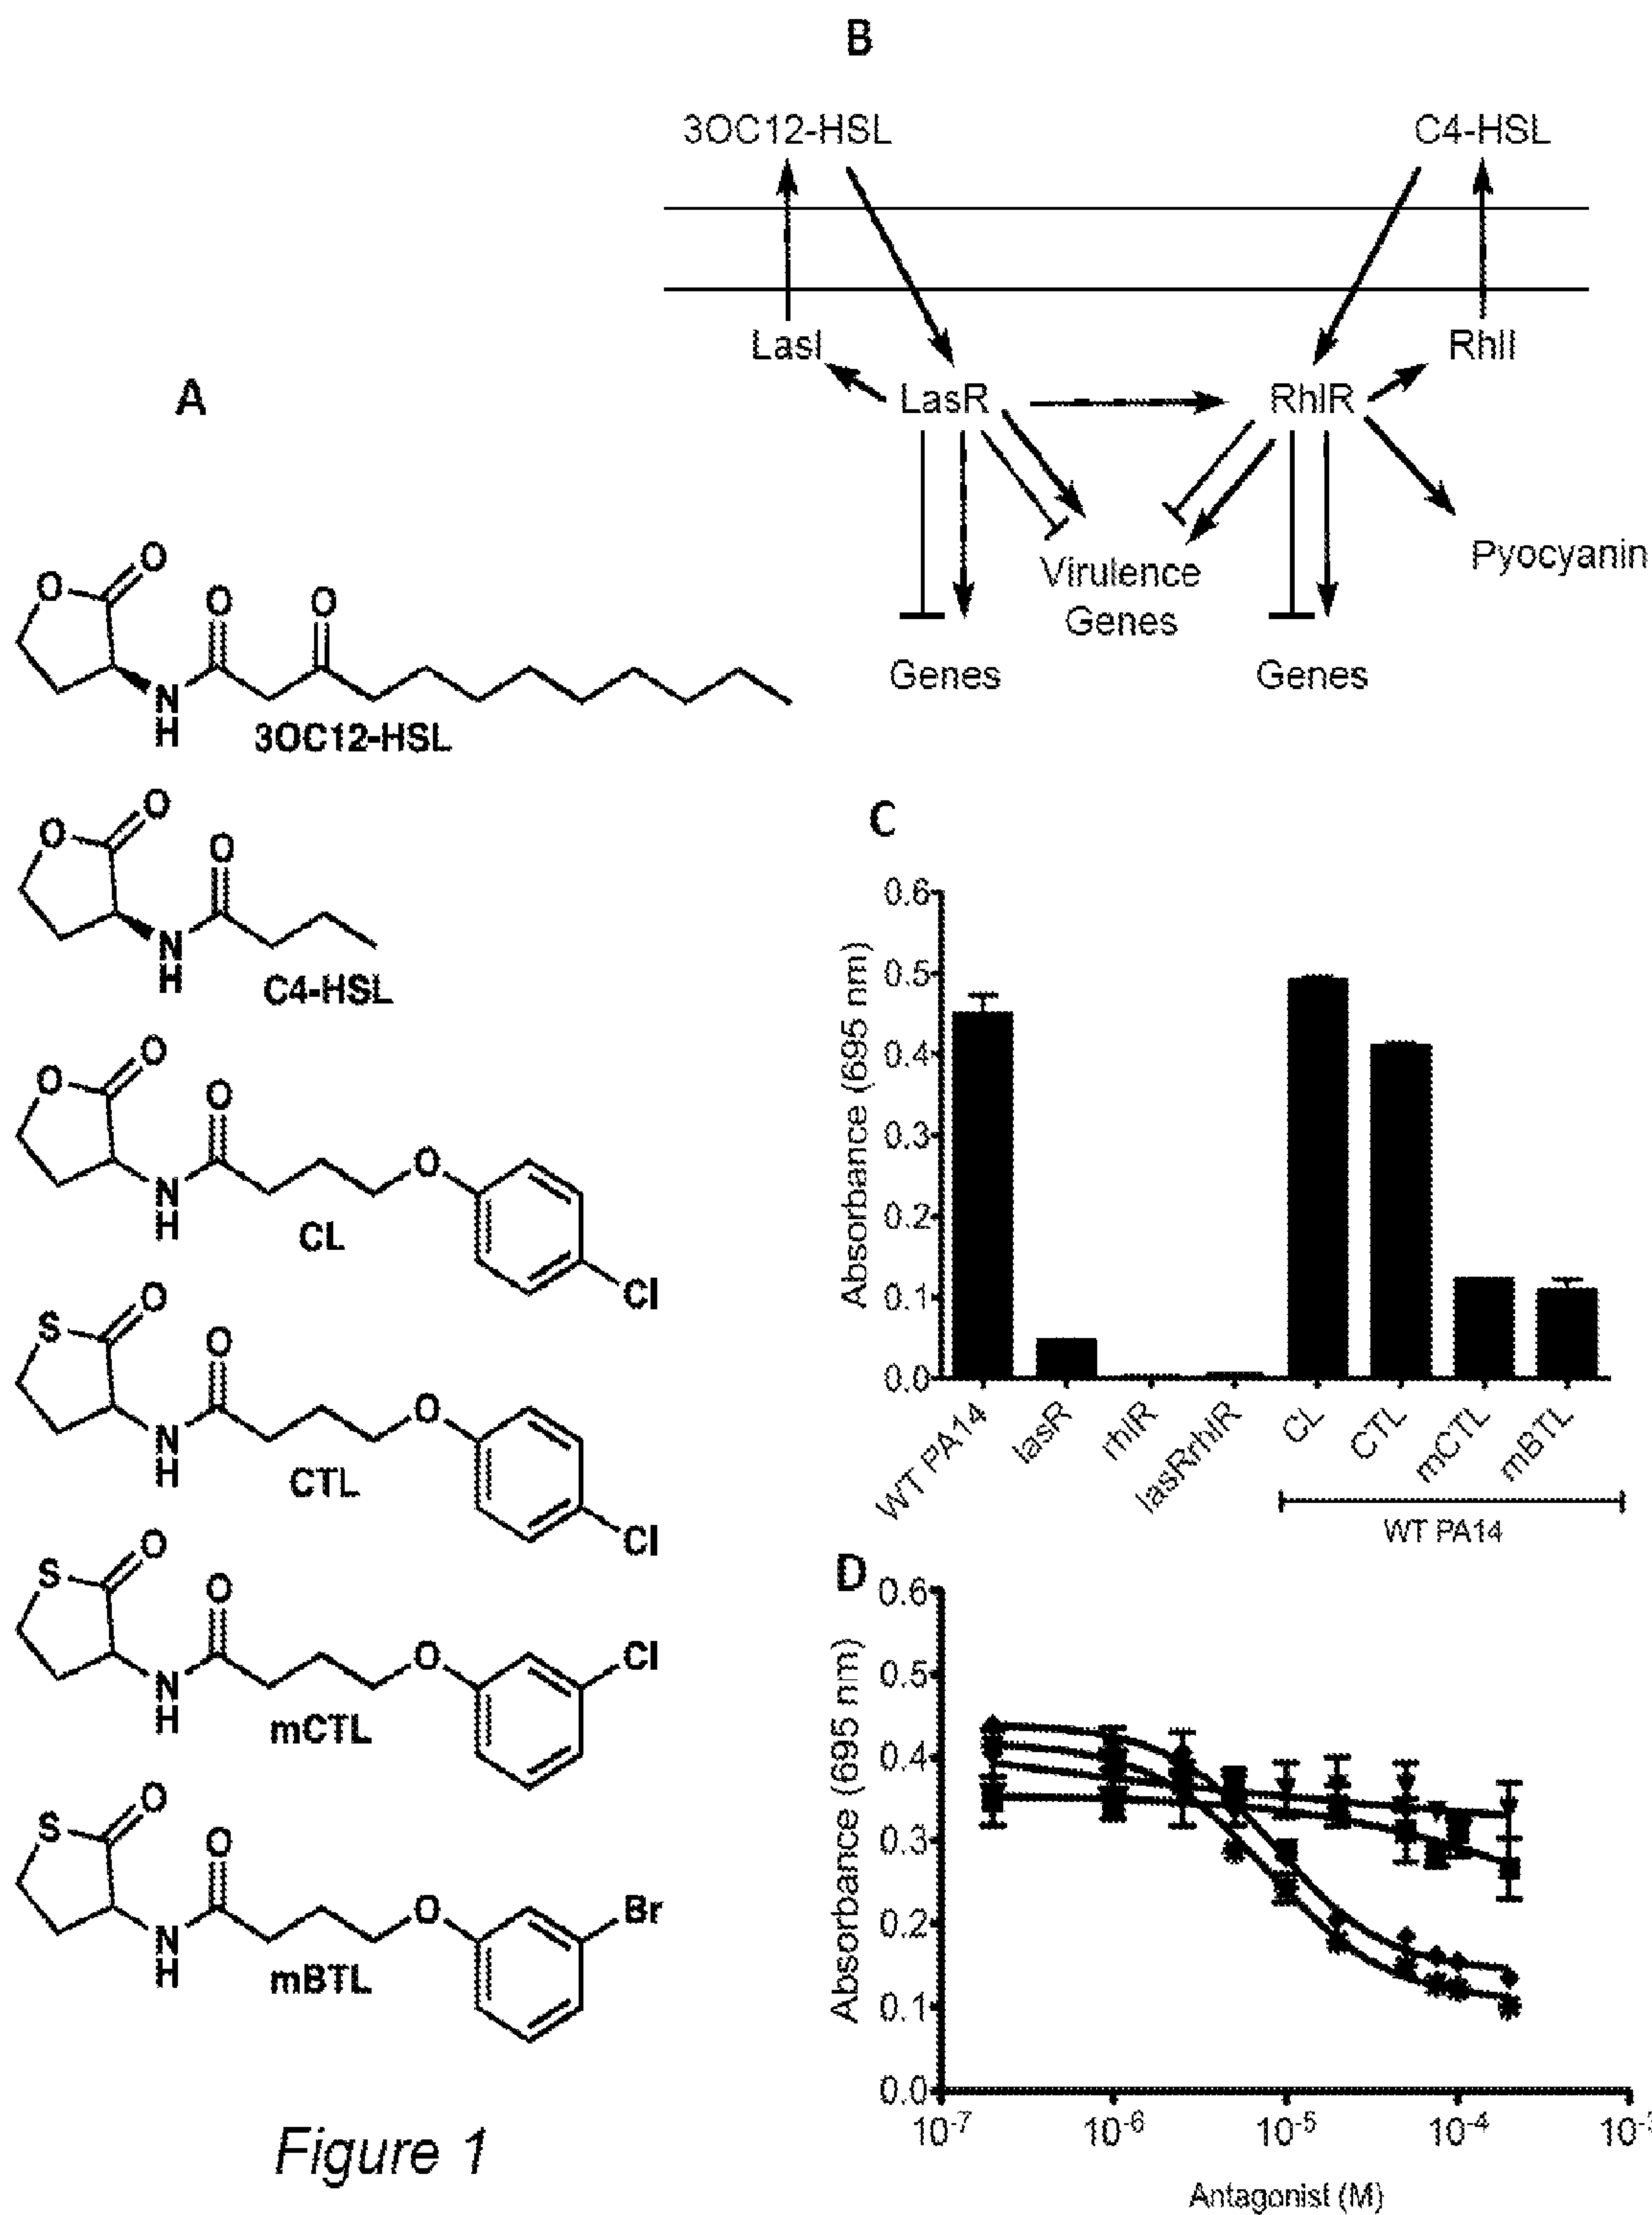 A
O
O
O
O
N
H
3OC12-HSL
O
O
O
N
H
C4-HSL
O
O
O
O
N
H
CL
Cl
S
O
O
O
N
H
CTL
Cl
S
O
O
O
Cl
N
H
mCTL
S
O
O
O
Br
N
H
mBTL
Figure 1
B
3OC12-HSL
C4-HSL
LasI
RhlI
LasR
RhlR
Virulence
Genes
Pyocyanin
Genes
Genes
C
Absorbance (695 nm)
0.6
0.5
0.4
0.3
0.2
0.1
0.0
WT PA14
lasR
rhlR
lasRrhlR
CL
CTL
mCTL
mBTL
WT PA14
D
Absorbance (695 nm)
0.6
0.5
0.4
0.3
0.2
0.1
0.0
10-7
10-6
10-5
10-4
Antagonist (M)